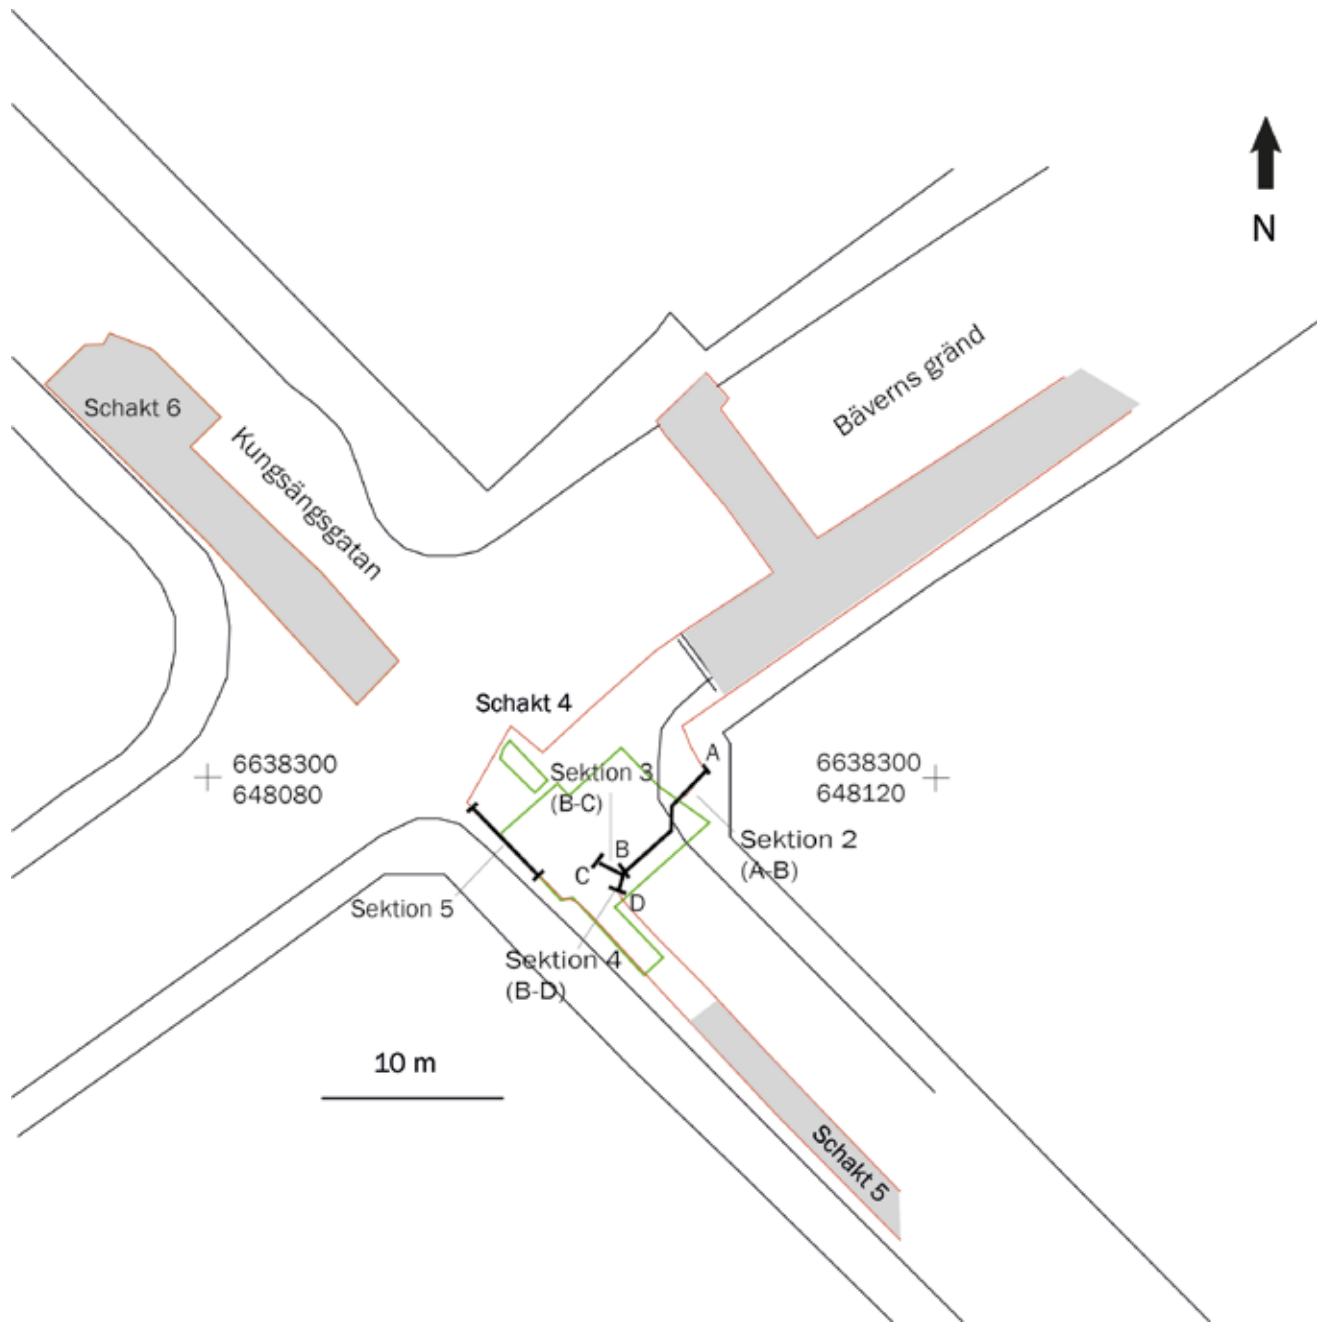 N
Bäverns gränd
Schakt 6
Kungsängsgatan
Schakt 4
6638300
648080
Sektion 3
(B-C)
A
6638300
648120
Sektion 2
(A-B)
B
C
D
Sektion 5
Sektion 4
(B-D)
10 m
Schakt 5